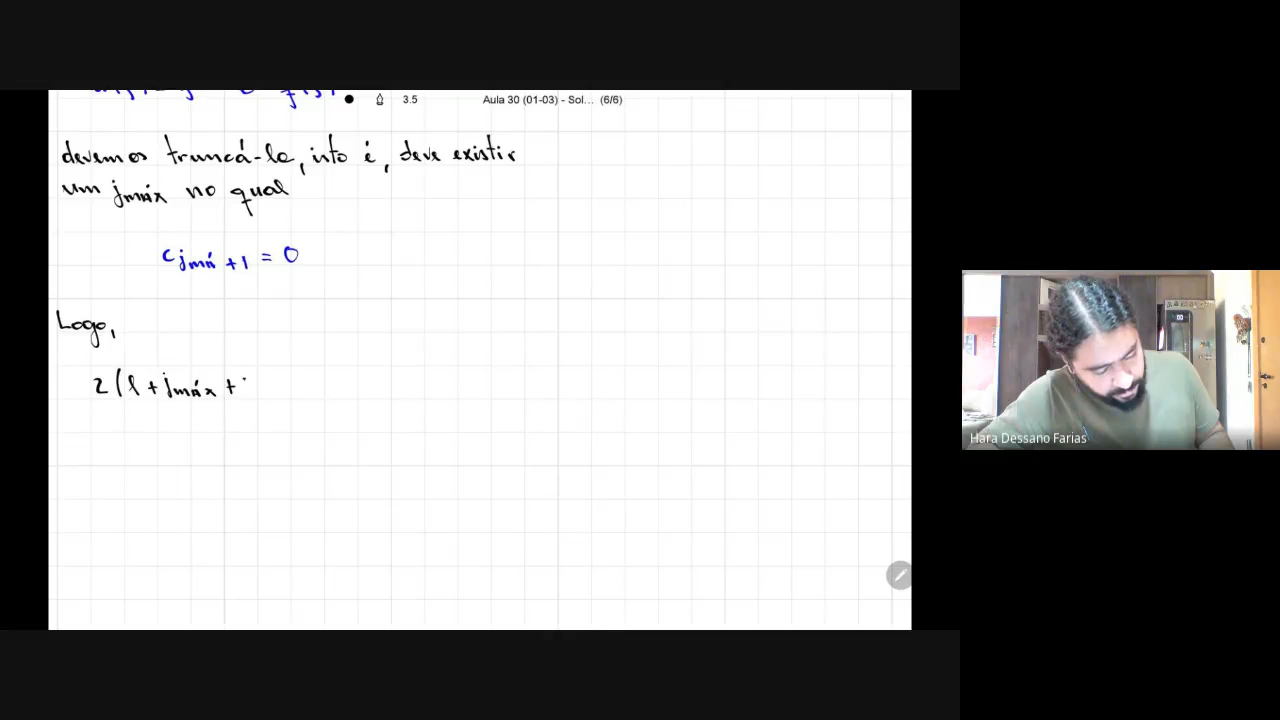 3.5 Aula 30 (01-03) - Sol... (6/6)
devemos truncá-la, isto é, deve existir
um jmáx no qual
cjmá +1 = 0
Logo,
2(l + jmáx +
Hara Dessano Farias